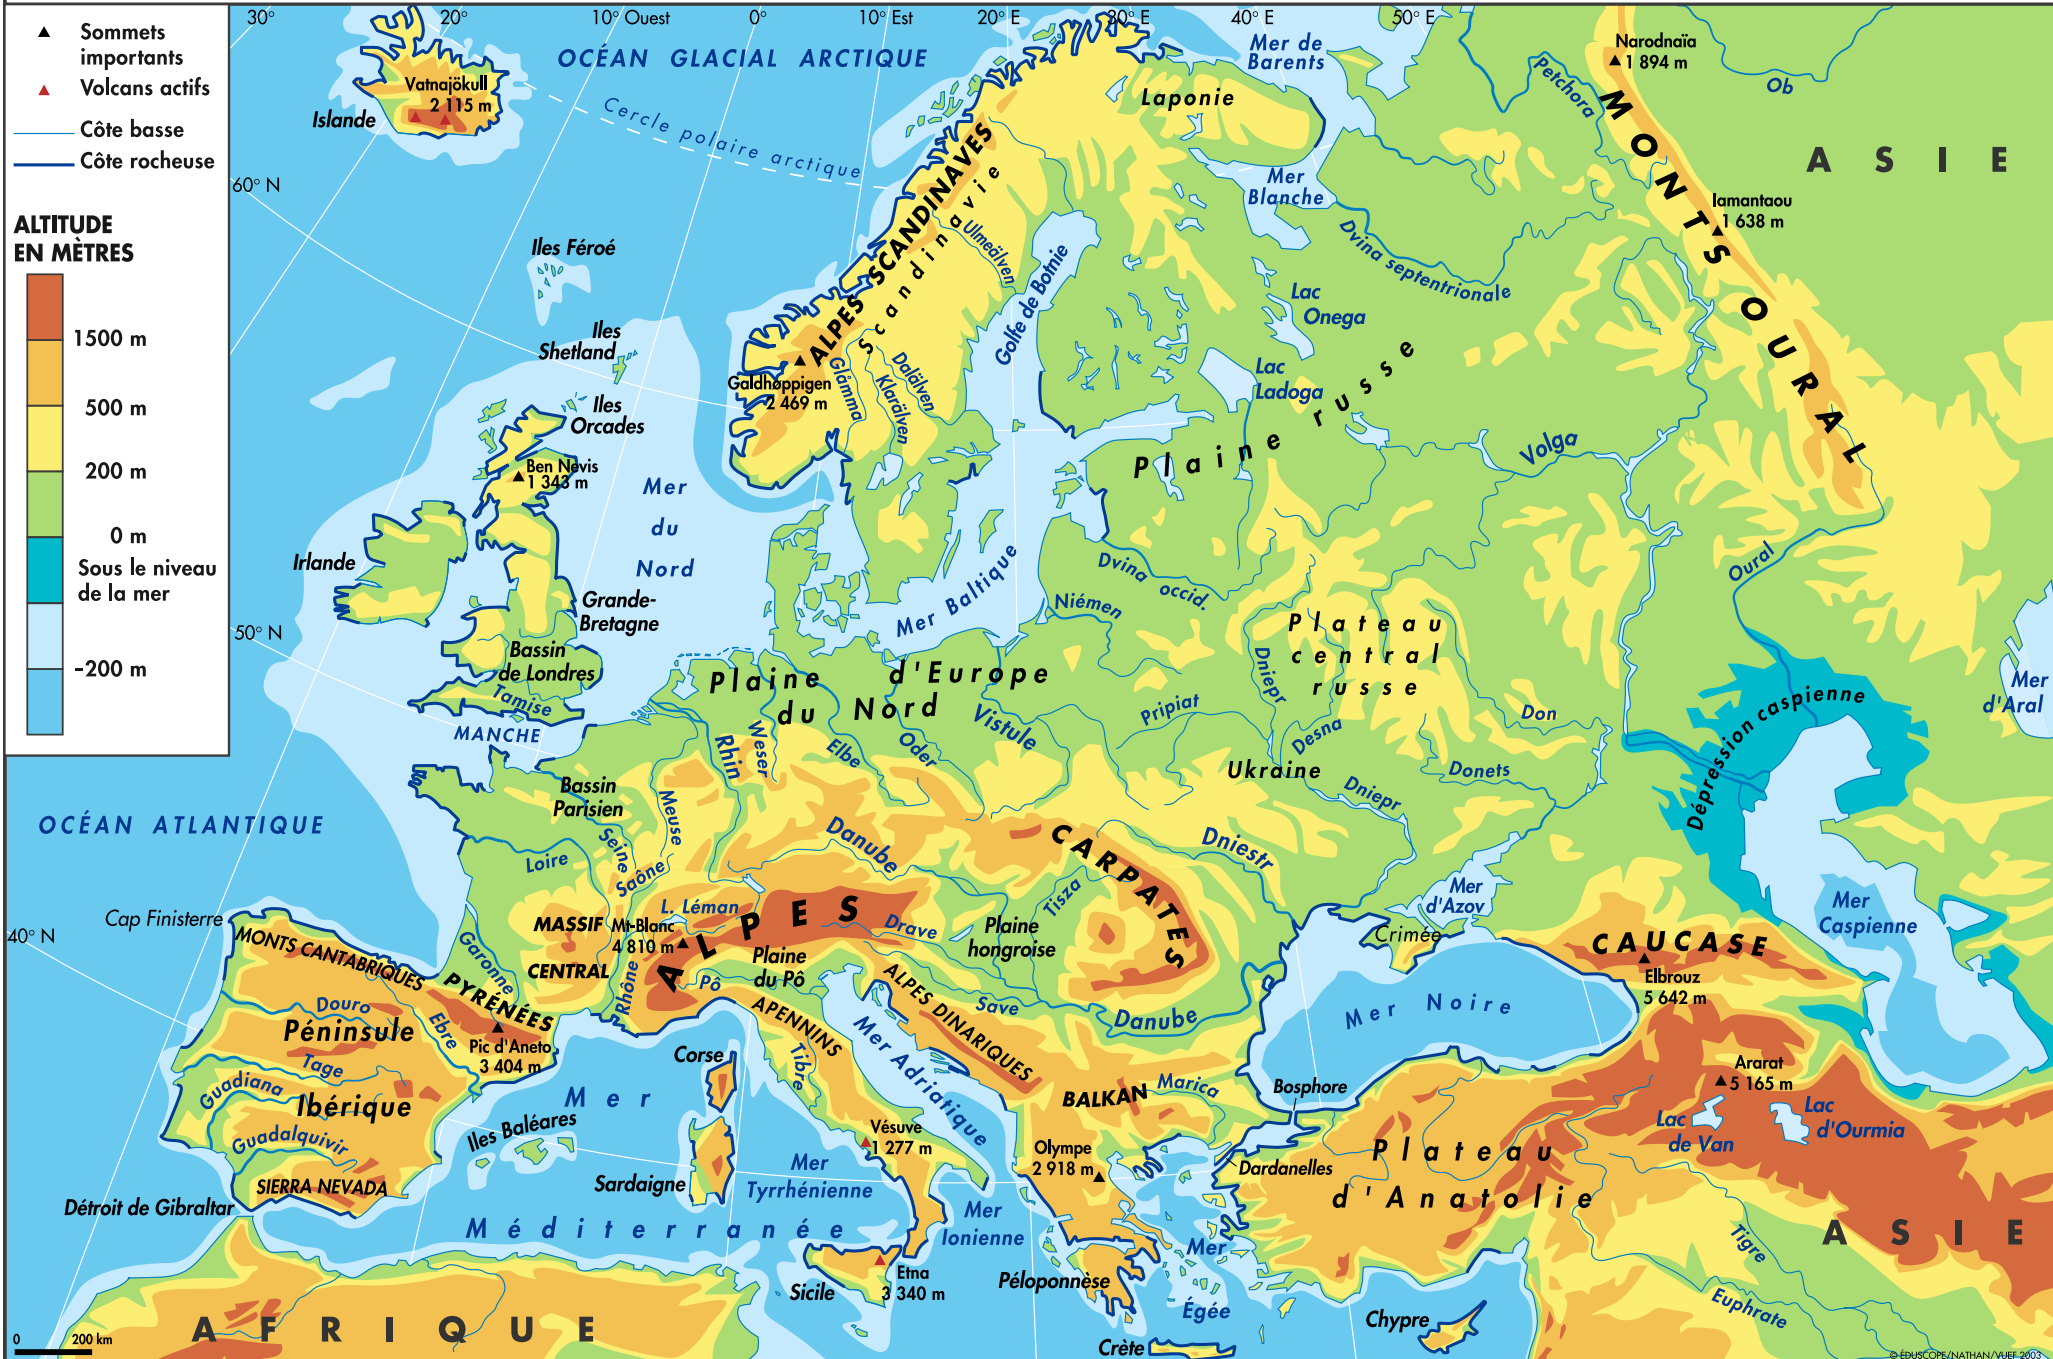 Sommets
importants
Volcans actifs
Côte basse
Côte rocheuse
ALTITUDE
EN MÈTRES
1500 m
500 m
200 m
0 m
Sous le niveau
de la mer
-200 m
30°
20°
10° Ouest
0°
10° Est
20° E
30° E
40° E
50° E
60° N
50° N
40° N
OCÉAN GLACIAL ARCTIQUE
Cercle polaire arctique
Vatnajökull
2 115 m
Islande
Iles Féroé
Iles
Shetland
Iles
Orcades
Ben Nevis
1 343 m
Mer
du
Nord
Irlande
Grande-
Bretagne
Bassin
de Londres
Tamise
MANCHE
OCÉAN ATLANTIQUE
Mer de
Barents
Laponie
Mer
Blanche
ALPES SCANDINAVES
Scandinavie
Umeälven
Golfe de Botnie
Galdhøppigen
2 469 m
Glåmma
Klarälven
Dalälven
Lac
Onega
Lac
Ladoga
Dvina septentrionale
Petchora
Narodnaïa
1 894 m
Ob
ASIE
Iamantaou
1 638 m
MONTS OURAL
Plaine russe
Volga
Oural
Mer Baltique
Dvina occid.
Niémen
Plateau
central
russe
Dniepr
Desna
Pripiat
Don
Donets
Ukraine
Dniepr
Dniestr
Plaine d'Europe
du Nord
Vistule
Oder
Elbe
Weser
Rhin
Meuse
Bassin
Parisien
Seine
Loire
Saône
Danube
CARPATES
Tisza
Plaine
hongroise
Drave
Save
Danube
L. Léman
ALPES
Mt-Blanc
4 810 m
MASSIF
CENTRAL
Rhône
Garonne
Plaine
du Pô
Pô
APENNINS
Tibre
ALPES DINARIQUES
Mer Adriatique
Cap Finisterre
MONTS CANTABRIQUES
PYRÉNÉES
Pic d'Aneto
3 404 m
Douro
Ebre
Péninsule
Ibérique
Tage
Guadiana
Guadalquivir
SIERRA NEVADA
Détroit de Gibraltar
Iles Baléares
Corse
Sardaigne
Mer
Méditerranée
Mer
Tyrrhénienne
Vésuve
1 277 m
Etna
3 340 m
Sicile
Mer
Ionienne
BALKAN
Marica
Olympe
2 918 m
Péloponnèse
Mer
Égée
Crète
Bosphore
Dardanelles
Mer Noire
Crimée
Mer
d'Azov
CAUCASE
Elbrouz
5 642 m
Dépression caspienne
Mer
Caspienne
Mer
d'Aral
Ararat
5 165 m
Lac
de Van
Lac
d'Ourmia
Plateau
d'Anatolie
ASIE
Tigre
Euphrate
Chypre
AFRIQUE
0 200 km
© ÉDUSCOPE/NATHAN/VUEF 2003